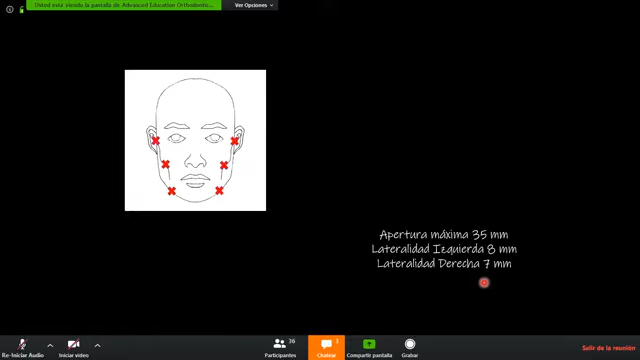 Usted está viendo la pantalla de Advanced Education Orthodontic...
Ver Opciones
Apertura máxima 35 mm
Lateralidad Izquierda 8 mm
Lateralidad Derecha 7 mm
36
3
Re-Iniciar Audio
Iniciar video
Participantes
Chatear
Compartir pantalla
Grabar
Salir de la reunión